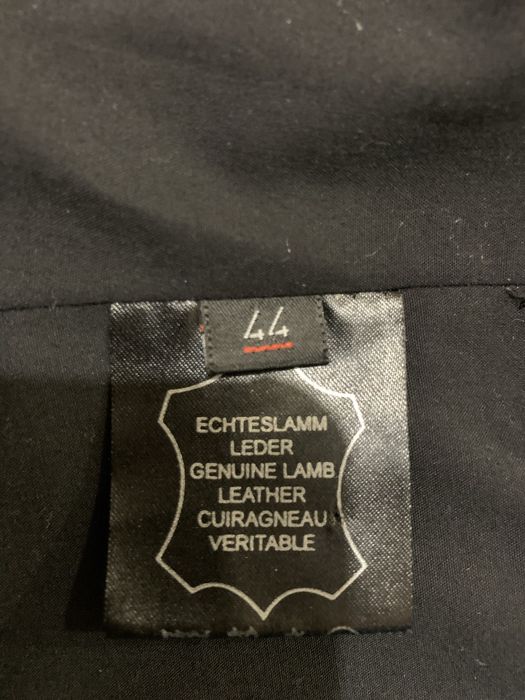 44
ECHTESLAMM
LEDER
GENUINE LAMB
LEATHER
CUIRAGNEAU
VERITABLE